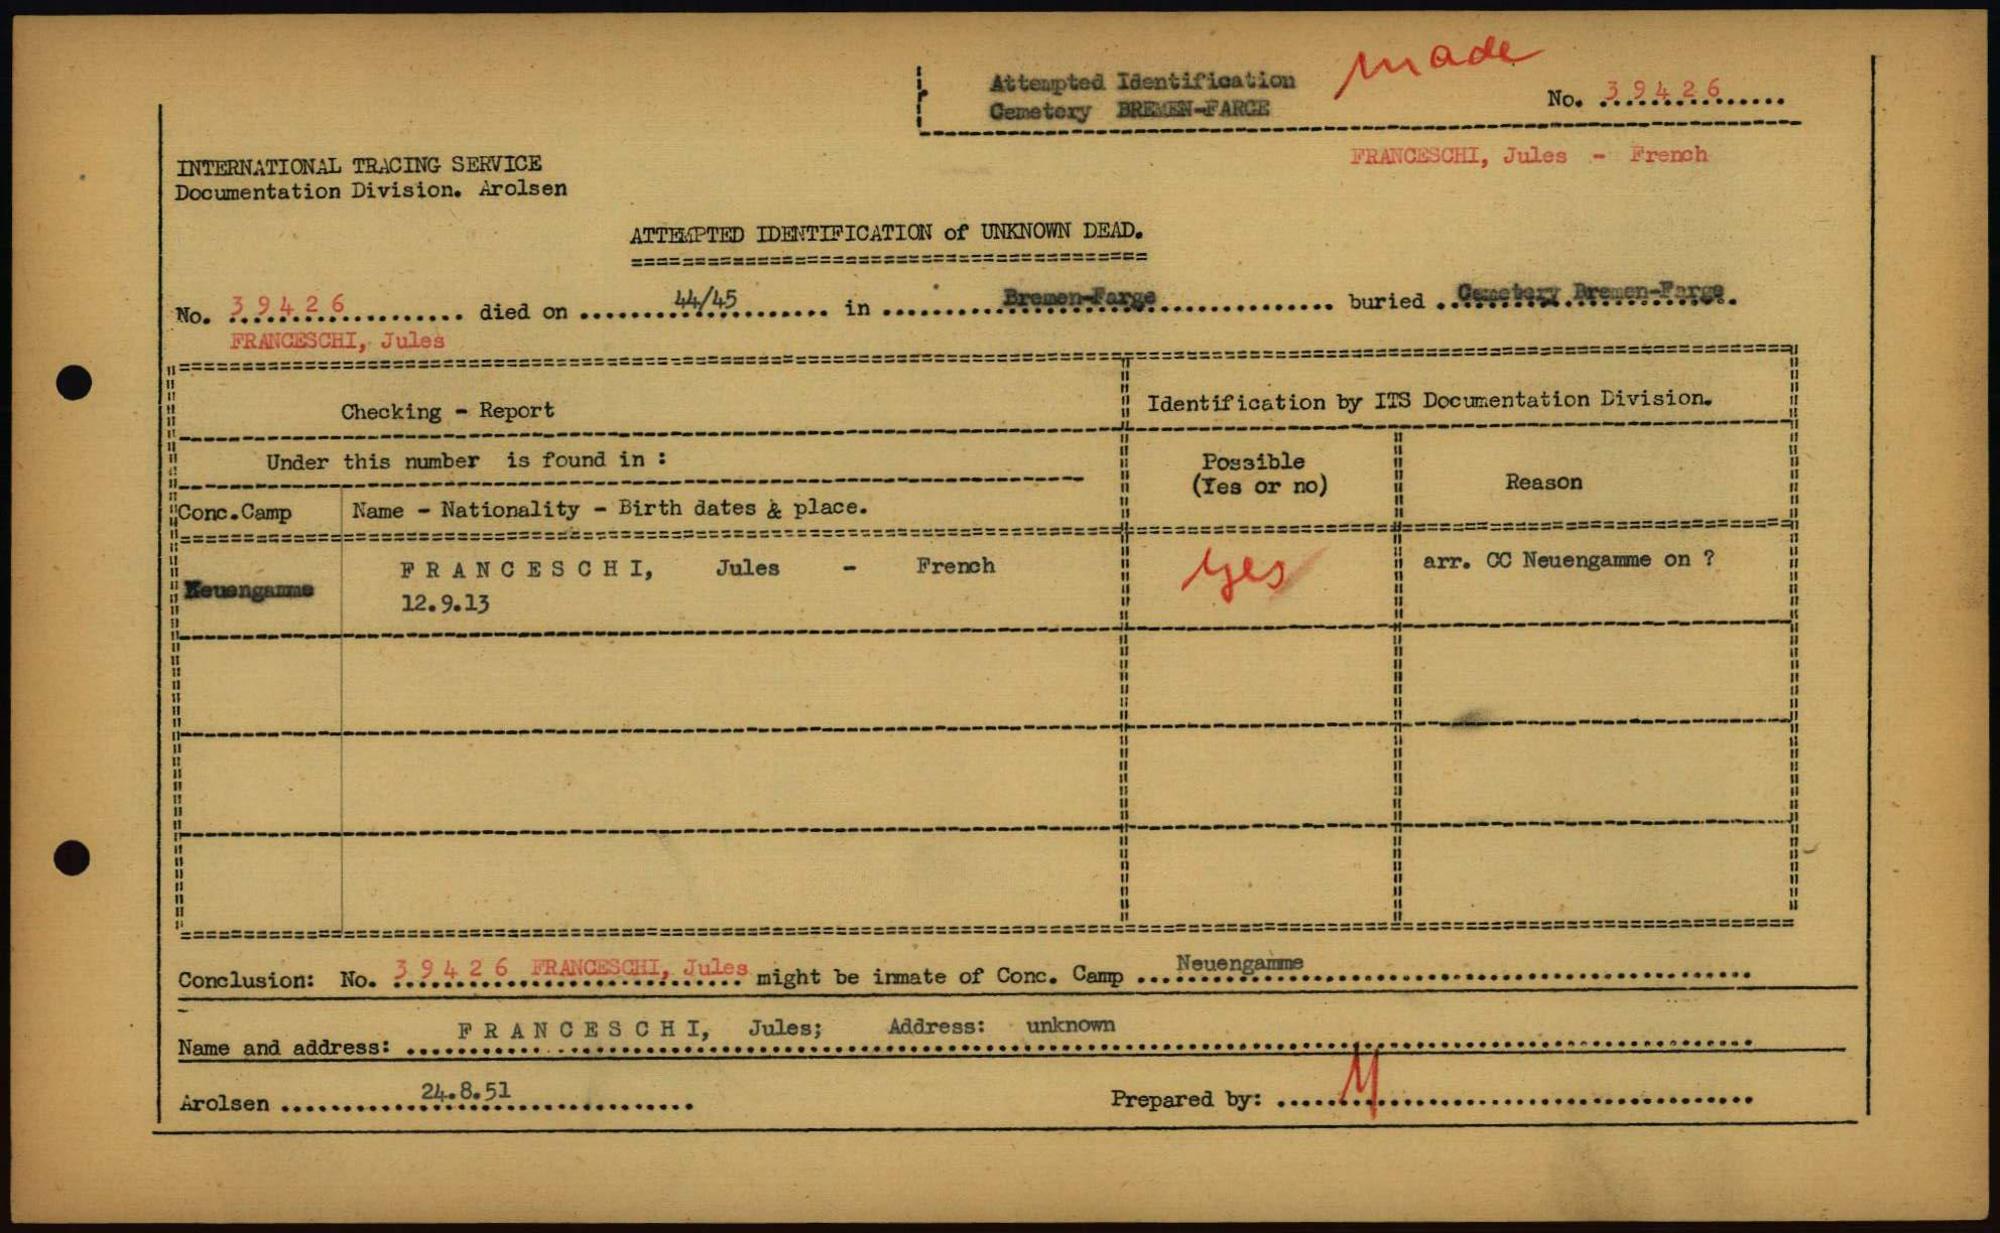 Attempted Identification made
Cemetery BREMEN-FARGE
No. 39426
FRANCESCHI, Jules - French
INTERNATIONAL TRACING SERVICE
Documentation Division. Arolsen
ATTEMPTED IDENTIFICATION of UNKNOWN DEAD.
No. 39426 died on 44/45 in Bremen-Farge buried Cemetery Bremen-Farge.
FRANCESCHI, Jules
Checking - Report
Identification by ITS Documentation Division.
Under this number is found in :
Possible
(Yes or no)
Reason
Conc.Camp
Name - Nationality - Birth dates & place.
Neuengamme
F R A N C E S C H I, Jules - French
12.9.13
yes
arr. CC Neuengamme on ?
Conclusion: No. 39426 FRANCESCHI, Jules might be inmate of Conc. Camp Neuengamme
Name and address: F R A N C E S C H I, Jules; Address: unknown
Arolsen 24.8.51
Prepared by: